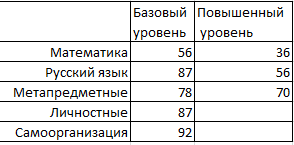 Базовый уровень Повышенный уровень
Математика 56 36
Русский язык 87 56
Метапредметные 78 70
Личностные 87
Самоорганизация 92